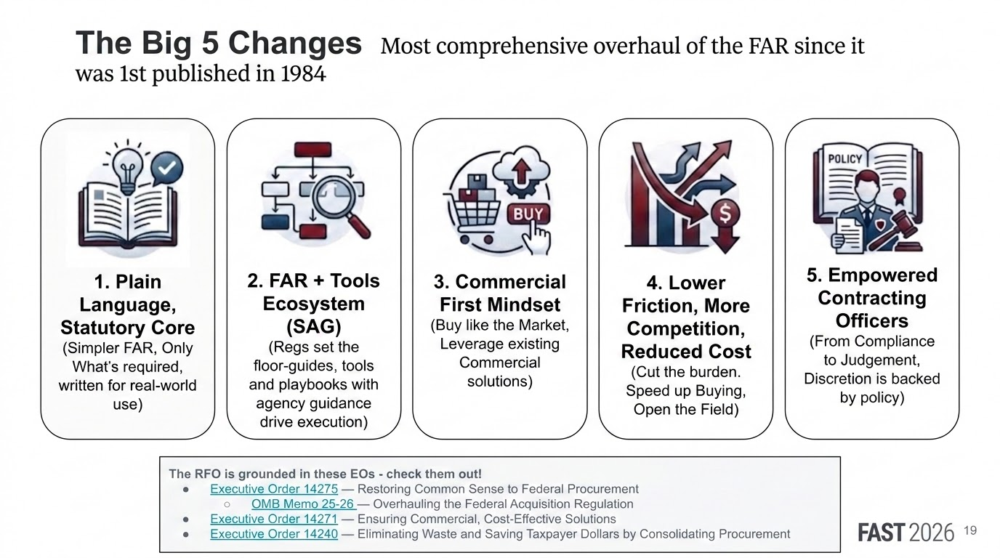 The Big 5 Changes Most comprehensive overhaul of the FAR since it
was 1st published in 1984
1. Plain
Language,
Statutory Core
(Simpler FAR, Only
What's required,
written for real-world
use)
2. FAR + Tools
Ecosystem
(SAG)
(Regs set the
floor-guides, tools
and playbooks with
agency guidance
drive execution)
BUY
3. Commercial
First Mindset
(Buy like the Market,
Leverage existing
Commercial
solutions)
$
4. Lower
Friction, More
Competition,
Reduced Cost
(Cut the burden.
Speed up Buying,
Open the Field)
POLICY
5. Empowered
Contracting
Officers
(From Compliance
to Judgement,
Discretion is backed
by policy)
The RFO is grounded in these EOs - check them out!
● Executive Order 14275 — Restoring Common Sense to Federal Procurement
○ OMB Memo 25-26 — Overhauling the Federal Acquisition Regulation
● Executive Order 14271 — Ensuring Commercial, Cost-Effective Solutions
● Executive Order 14240 — Eliminating Waste and Saving Taxpayer Dollars by Consolidating Procurement
FAST 2026 19